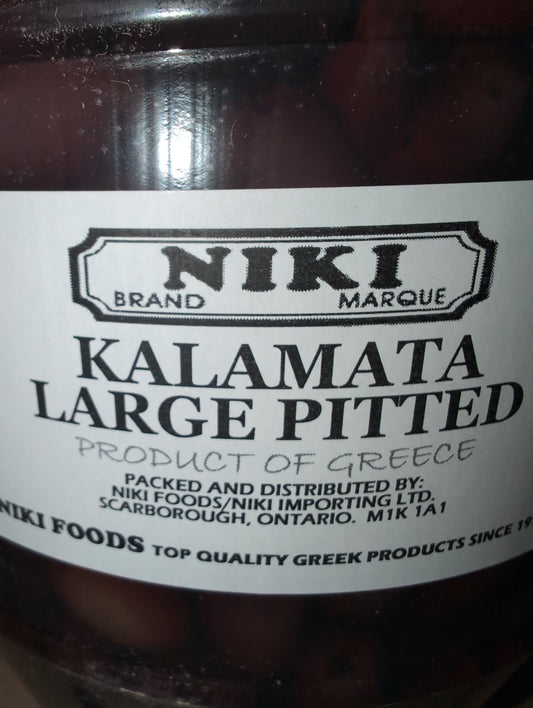 NIKI
BRAND MARQUE
KALAMATA
LARGE PITTED
PRODUCT OF GREECE
PACKED AND DISTRIBUTED BY:
NIKI FOODS/NIKI IMPORTING LTD.
SCARBOROUGH, ONTARIO. M1K 1A1
NIKI FOODS TOP QUALITY GREEK PRODUCTS SINCE 19